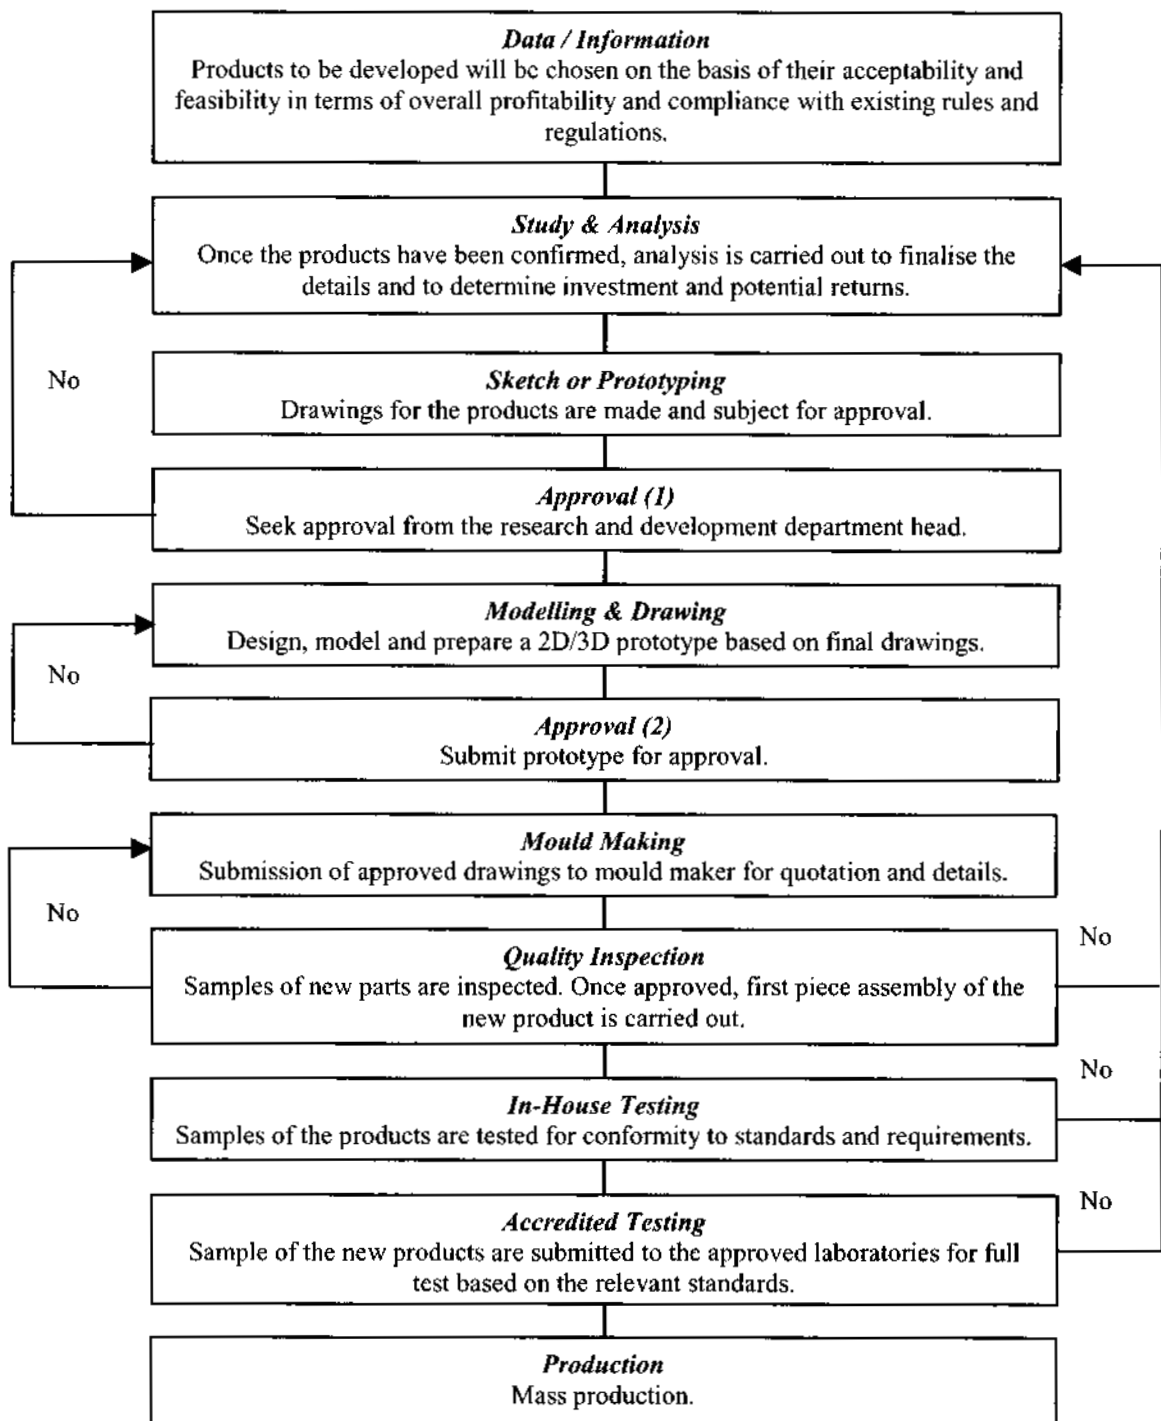 Data / Information
Products to be developed will be chosen on the basis of their acceptability and
feasibility in terms of overall profitability and compliance with existing rules and
regulations.
Study & Analysis
Once the products have been confirmed, analysis is carried out to finalise the
details and to determine investment and potential returns.
No
Sketch or Prototyping
Drawings for the products are made and subject for approval.
Approval (1)
Seek approval from the research and development department head.
Modelling & Drawing
Design, model and prepare a 2D/3D prototype based on final drawings.
No
Approval (2)
Submit prototype for approval.
Mould Making
Submission of approved drawings to mould maker for quotation and details.
No
No
Quality Inspection
Samples of new parts are inspected. Once approved, first piece assembly of the
new product is carried out.
No
In-House Testing
Samples of the products are tested for conformity to standards and requirements.
No
Accredited Testing
Sample of the new products are submitted to the approved laboratories for full
test based on the relevant standards.
Production
Mass production.